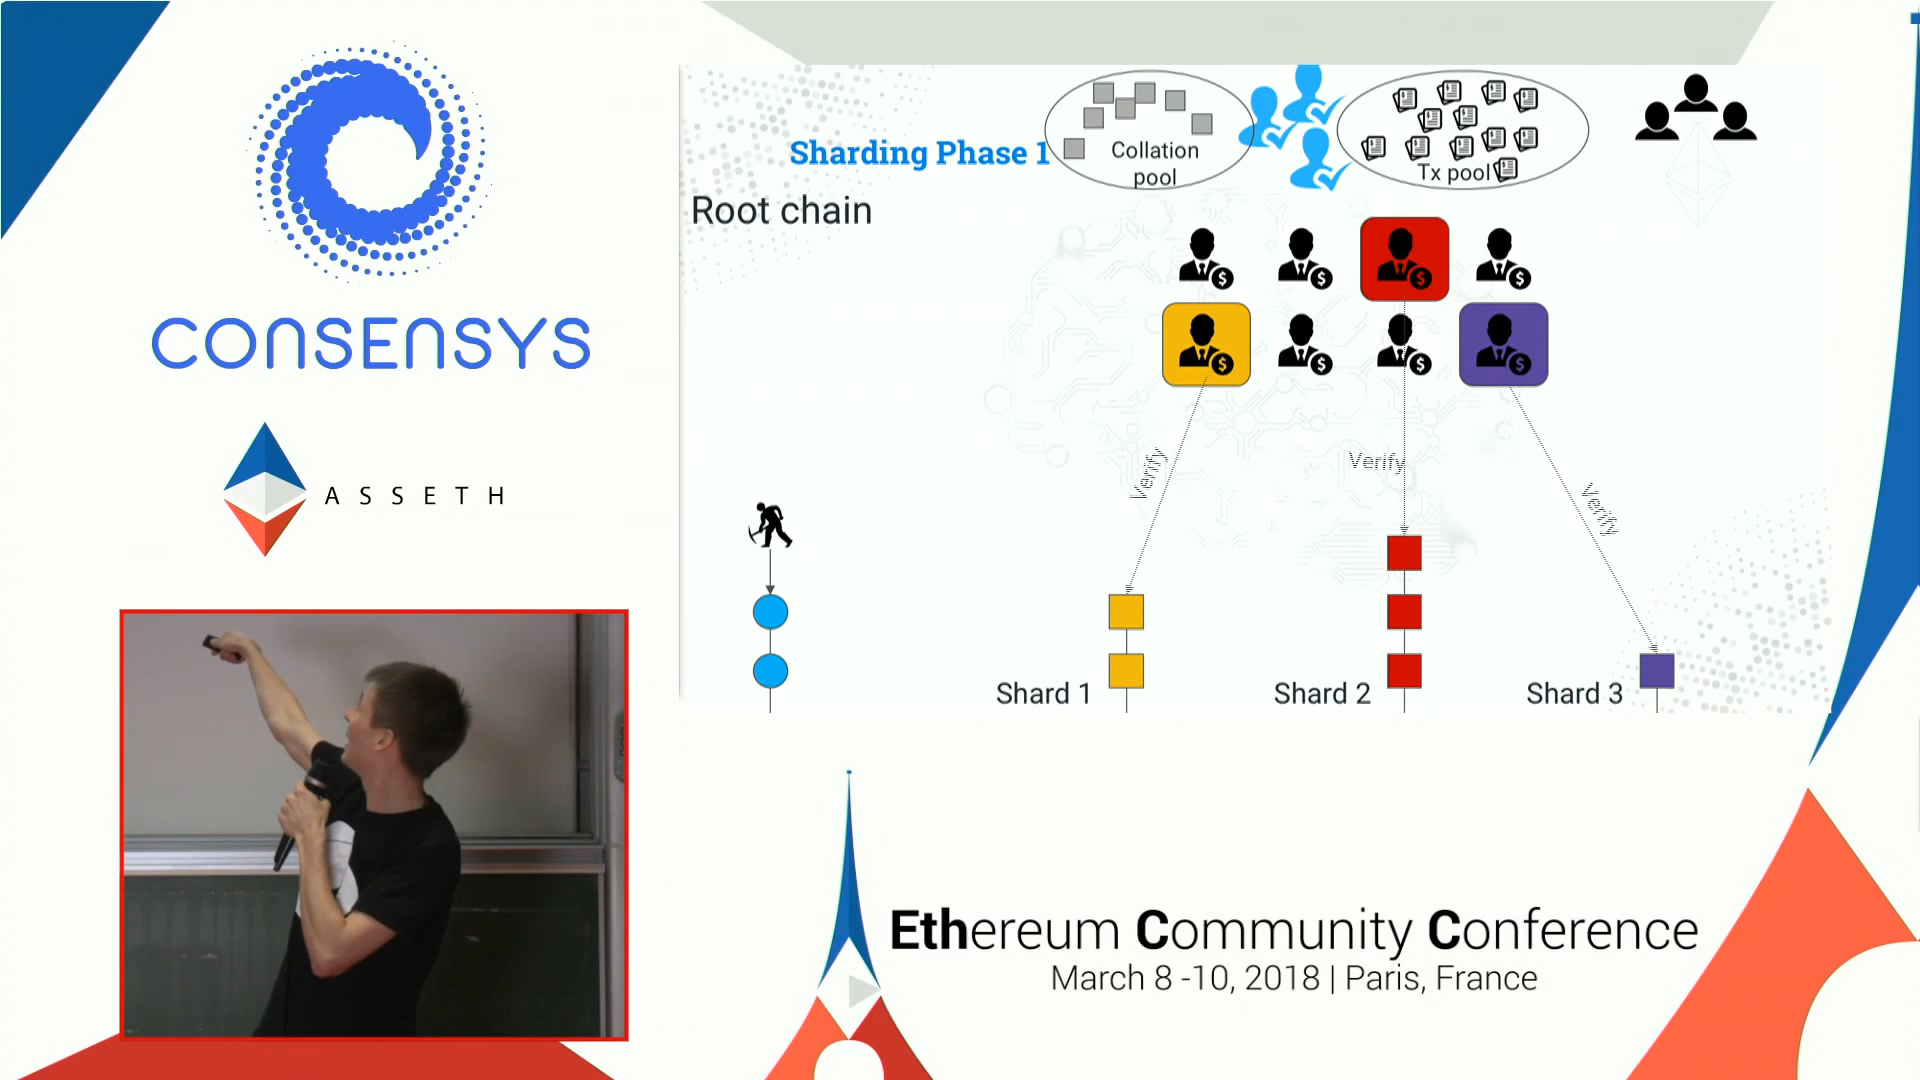 CONSENSYS
ASSETH
Sharding Phase 1
Collation
pool
Tx pool
Root chain
Verify
Verify
Verify
Shard 1
Shard 2
Shard 3
Ethereum Community Conference
March 8 -10, 2018 | Paris, France